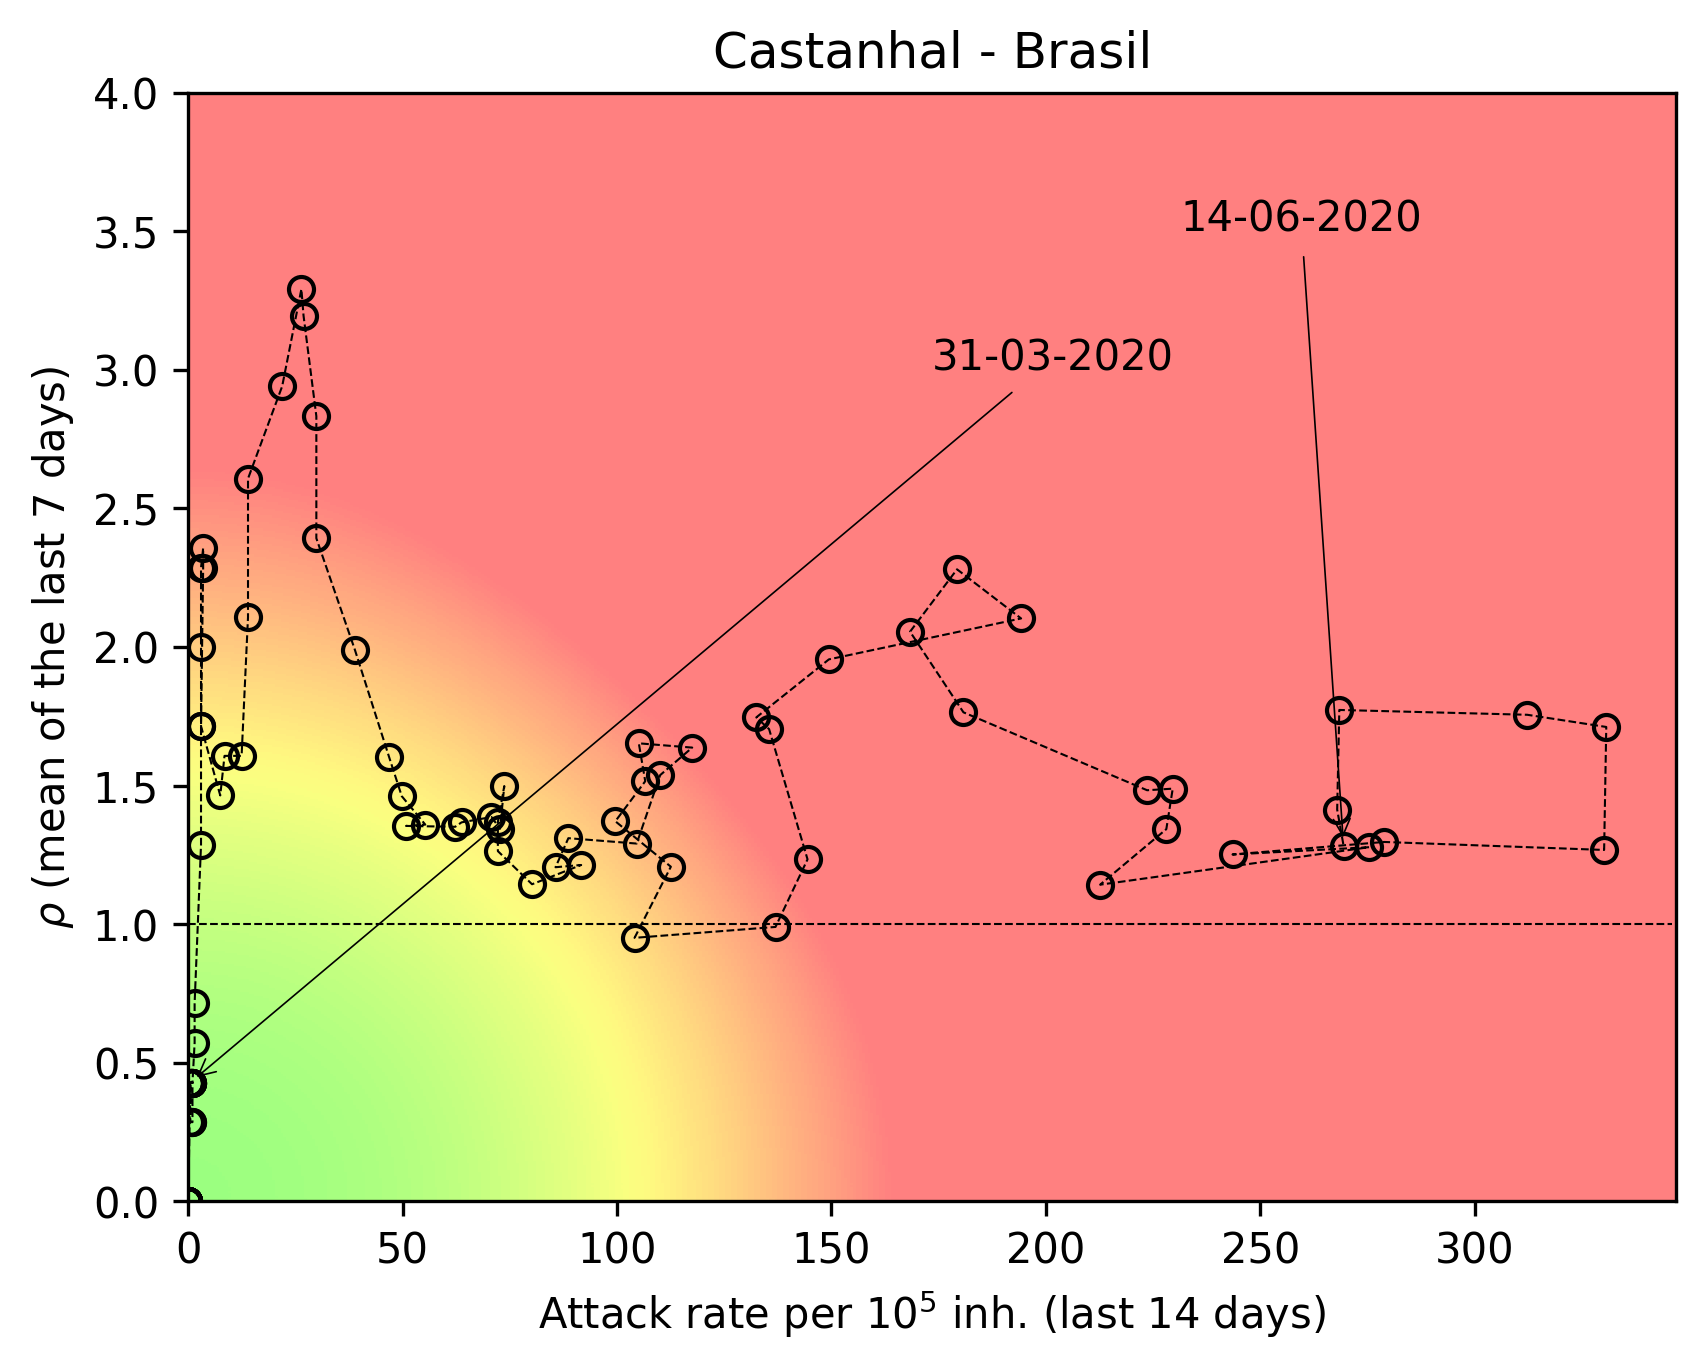 Castanhal - Brasil
4.0
3.5
3.0
2.5
2.0
1.5
1.0
0.5
0.0
ρ (mean of the last 7 days)
14-06-2020
31-03-2020
0 50 100 150 200 250 300
Attack rate per 10⁵ inh. (last 14 days)